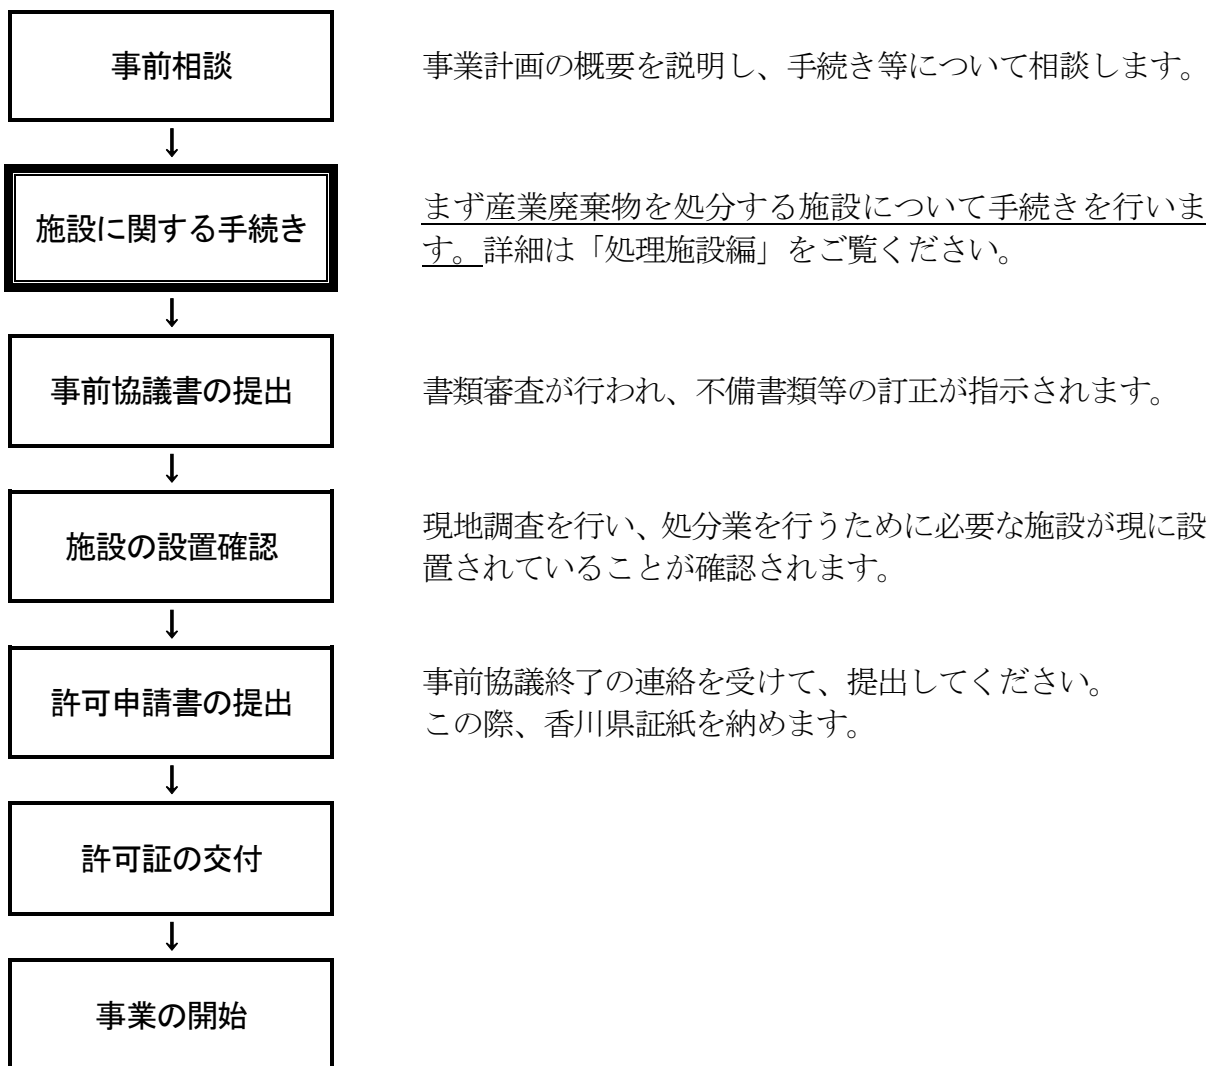 事前相談
事業計画の概要を説明し、手続き等について相談します。
↓
施設に関する手続き
まず産業廃棄物を処分する施設について手続きを行いま
す。詳細は「処理施設編」をご覧ください。
↓
事前協議書の提出
書類審査が行われ、不備書類等の訂正が指示されます。
↓
施設の設置確認
現地調査を行い、処分業を行うために必要な施設が現に設
置されていることが確認されます。
↓
許可申請書の提出
事前協議終了の連絡を受けて、提出してください。
この際、香川県証紙を納めます。
↓
許可証の交付
↓
事業の開始